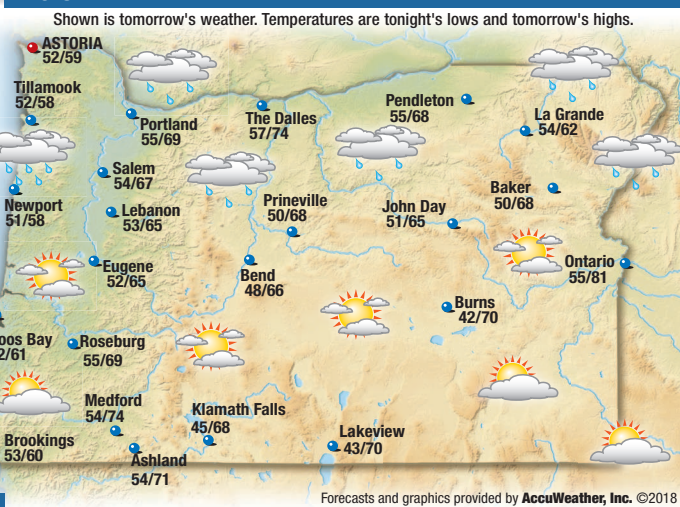 Shown is tomorrow's weather. Temperatures are tonight's lows and tomorrow's highs.
ASTORIA
52/59
Tillamook
52/58
Portland
55/69
The Dalles
57/74
Pendleton
55/68
La Grande
54/62
Salem
54/67
Newport
51/58
Lebanon
53/65
Prineville
50/68
John Day
51/65
Baker
50/68
Eugene
52/65
Bend
48/66
Ontario
55/81
Burns
42/70
oos Bay
2/61
Roseburg
55/69
Medford
54/74
Klamath Falls
45/68
Lakeview
43/70
Brookings
53/60
Ashland
54/71
Forecasts and graphics provided by AccuWeather, Inc. ©2018